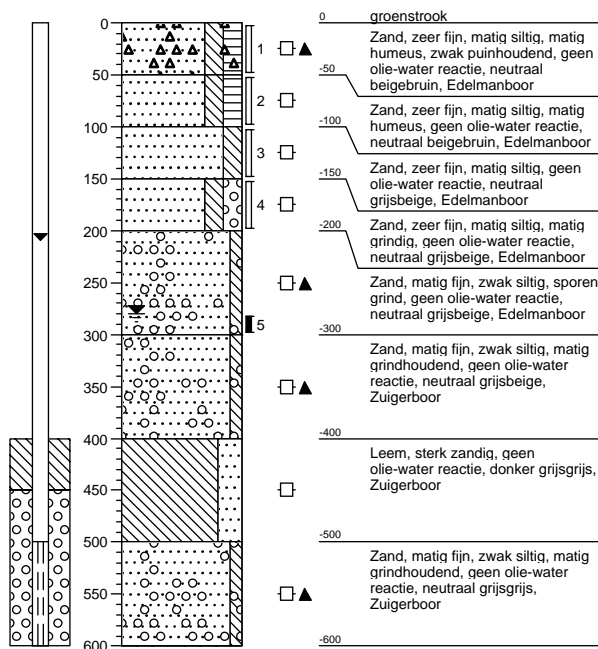 0
50
100
150
200
250
300
350
400
450
500
550
600
1
2
3
4
5
0
groenstrook
Zand, zeer fijn, matig siltig, matig
humeus, zwak puinhoudend, geen
olie-water reactie, neutraal
beigebruin, Edelmanboor
-50
Zand, zeer fijn, matig siltig, matig
humeus, geen olie-water reactie,
neutraal beigebruin, Edelmanboor
-100
Zand, zeer fijn, matig siltig, geen
olie-water reactie, neutraal
grijsbeige, Edelmanboor
-150
Zand, zeer fijn, matig siltig, matig
grindig, geen olie-water reactie,
neutraal grijsbeige, Edelmanboor
-200
Zand, matig fijn, zwak siltig, sporen
grind, geen olie-water reactie,
neutraal grijsbeige, Edelmanboor
-300
Zand, matig fijn, zwak siltig, matig
grindhoudend, geen olie-water
reactie, neutraal grijsbeige,
Zuigerboor
-400
Leem, sterk zandig, geen
olie-water reactie, donker grijsgrijs,
Zuigerboor
-500
Zand, matig fijn, zwak siltig, matig
grindhoudend, geen olie-water
reactie, neutraal grijsgrijs,
Zuigerboor
-600